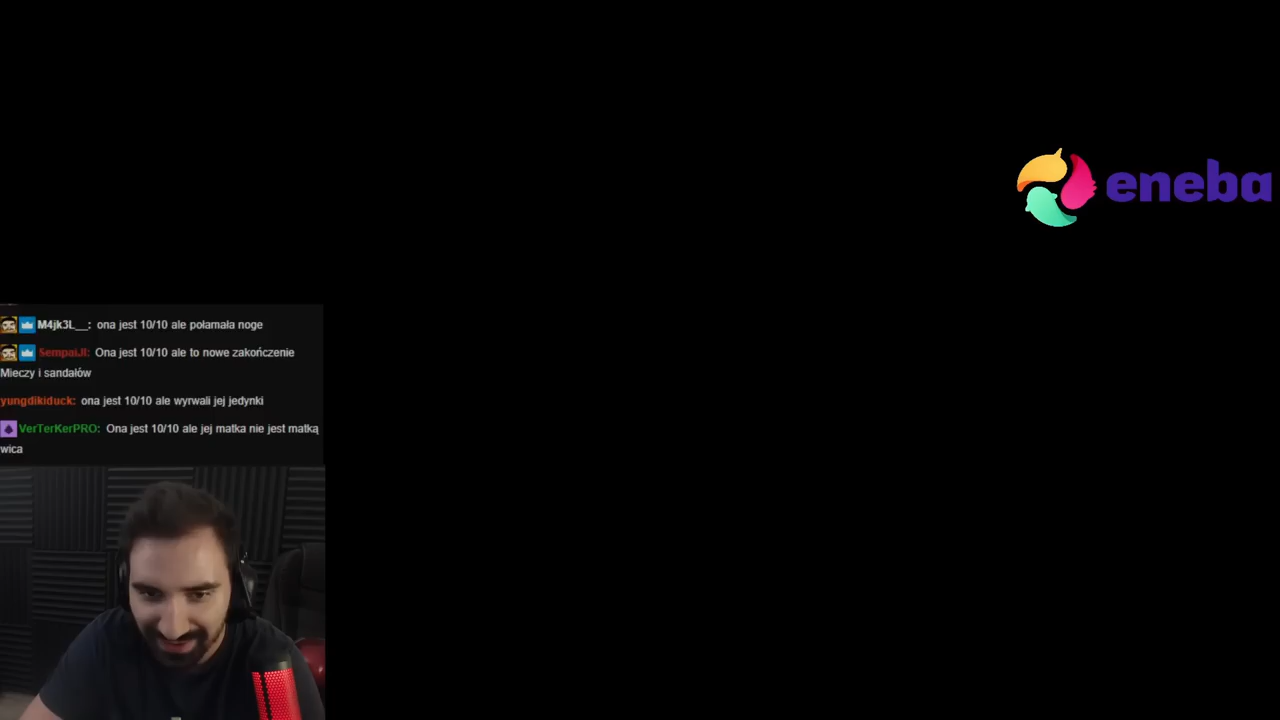 eneba
M4jk3L__: ona jest 10/10 ale połamała noge
SempaiJI: Ona jest 10/10 ale to nowe zakończenie
Mieczy i sandałów
yungdikiduck: ona jest 10/10 ale wyrwali jej jedynki
VerTerKerPRO: Ona jest 10/10 ale jej matka nie jest matką
wica